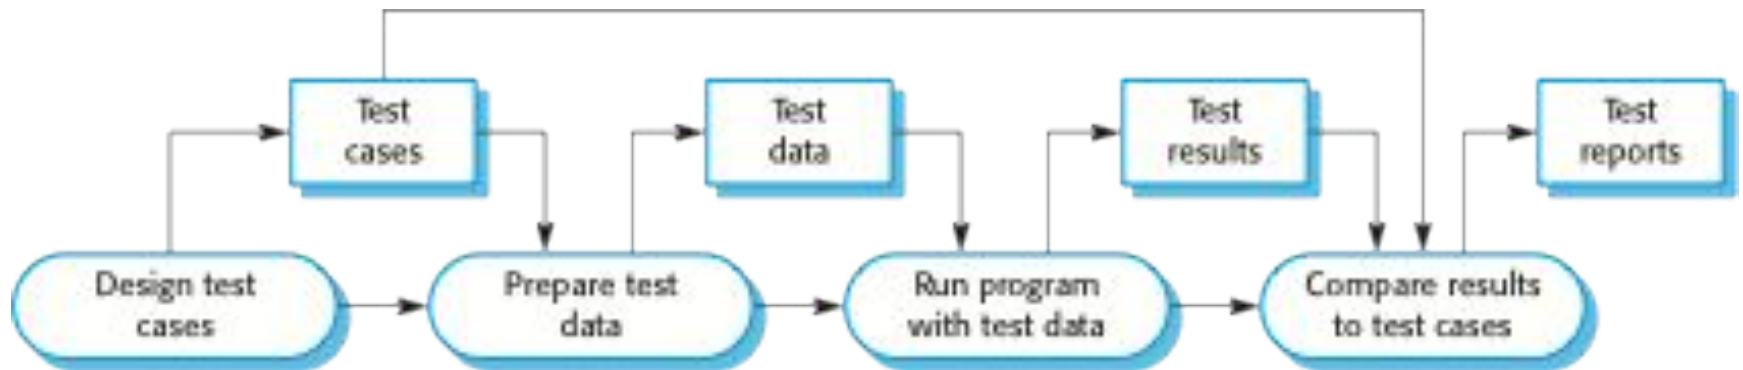 Test
cases
Test
data
Test
results
Test
reports
Design test
cases
Prepare test
data
Run program
with test data
Compare results
to test cases